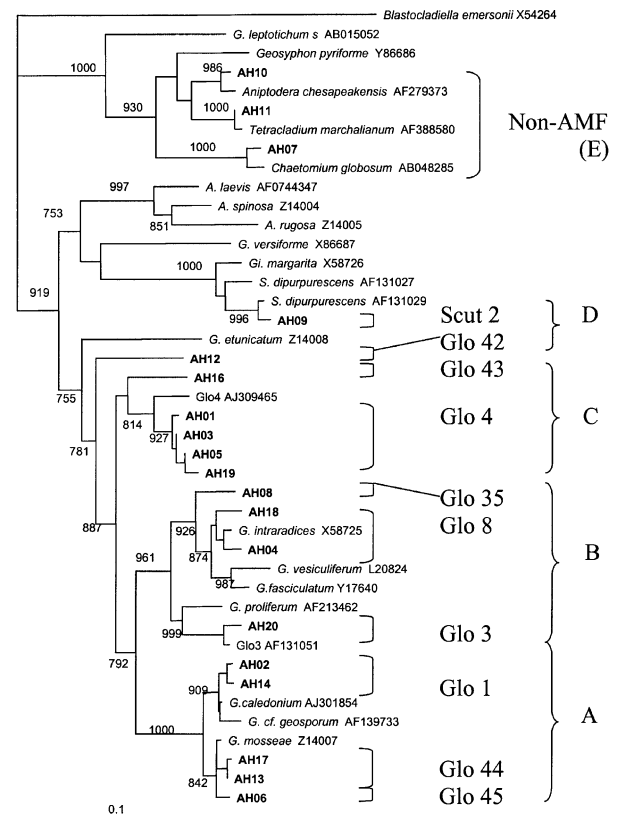 Blastocladiella emersonii X54264
G. leptotichum s AB015052
1000
Geosyphon pyriforme Y86686
986 AH10
Aniptodera chesapeakensis AF279373
930
1000 AH11
Tetracladium marchalianum AF388580
Non-AMF
(E)
1000 AH07
Chaetomium globosum AB048285
997 A. laevis AF0744347
A. spinosa Z14004
753
851 A. rugosa Z14005
G. versiforme X86687
1000 Gi. margarita X58726
S. dipurpurescens AF131027
919
S. dipurpurescens AF131029
996 AH09
Scut 2
D
G. etunicatum Z14008
Glo 42
AH12
AH16
Glo 43
755
Glo4 AJ309465
814
AH01
Glo 4
C
927
AH03
AH05
781
AH19
AH08
Glo 35
887
AH18
926
G. intraradices X58725
Glo 8
874
AH04
961
B
G. vesiculiferum L20824
987
G.fasciculatum Y17640
G. proliferum AF213462
AH20
999
Glo 3
Glo3 AF131051
792
AH02
909
AH14
Glo 1
G.caledonium AJ301854
A
G. cf. geosporum AF139733
1000
G. mosseae Z14007
AH17
Glo 44
842
AH13
AH06
Glo 45
0.1